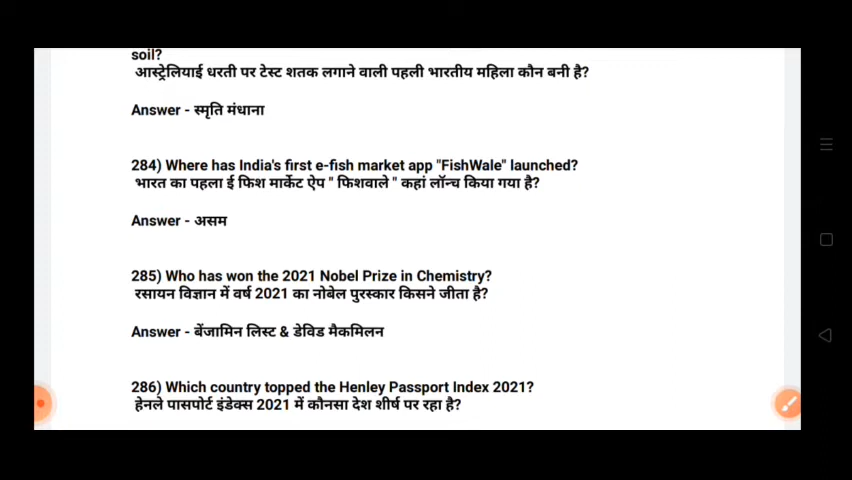 soil?
आस्ट्रेलियाई धरती पर टेस्ट शतक लगाने वाली पहली भारतीय महिला कौन बनी है?
Answer - स्मृति मंधाना
284) Where has India's first e-fish market app "FishWale" launched?
भारत का पहला ई फिश मार्केट ऐप " फिशवाले " कहां लॉन्च किया गया है?
Answer - असम
285) Who has won the 2021 Nobel Prize in Chemistry?
रसायन विज्ञान में वर्ष 2021 का नोबेल पुरस्कार किसने जीता है?
Answer - बेंजामिन लिस्ट & डेविड मैकमिलन
286) Which country topped the Henley Passport Index 2021?
हेनले पासपोर्ट इंडेक्स 2021 में कौनसा देश शीर्ष पर रहा है?